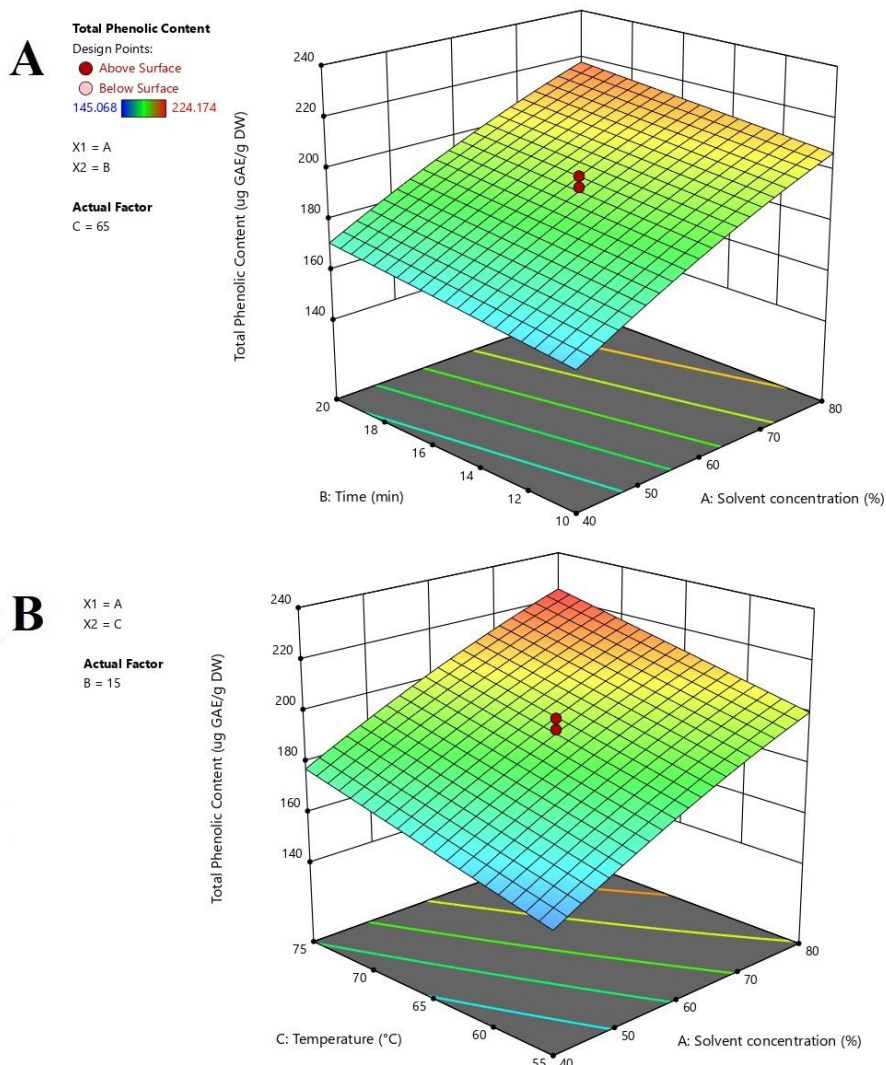 A
Total Phenolic Content
Design Points:
Above Surface
Below Surface
145.068 224.174
X1 = A
X2 = B
Actual Factor
C = 65
Total Phenolic Content (ug GAE/g DW)
240
220
200
180
160
140
20
18
16
14
12
10
40
50
60
70
80
B: Time (min)
A: Solvent concentration (%)
B
X1 = A
X2 = C
Actual Factor
B = 15
Total Phenolic Content (ug GAE/g DW)
240
220
200
180
160
140
75
70
65
60
55
40
50
60
70
80
C: Temperature (°C)
A: Solvent concentration (%)